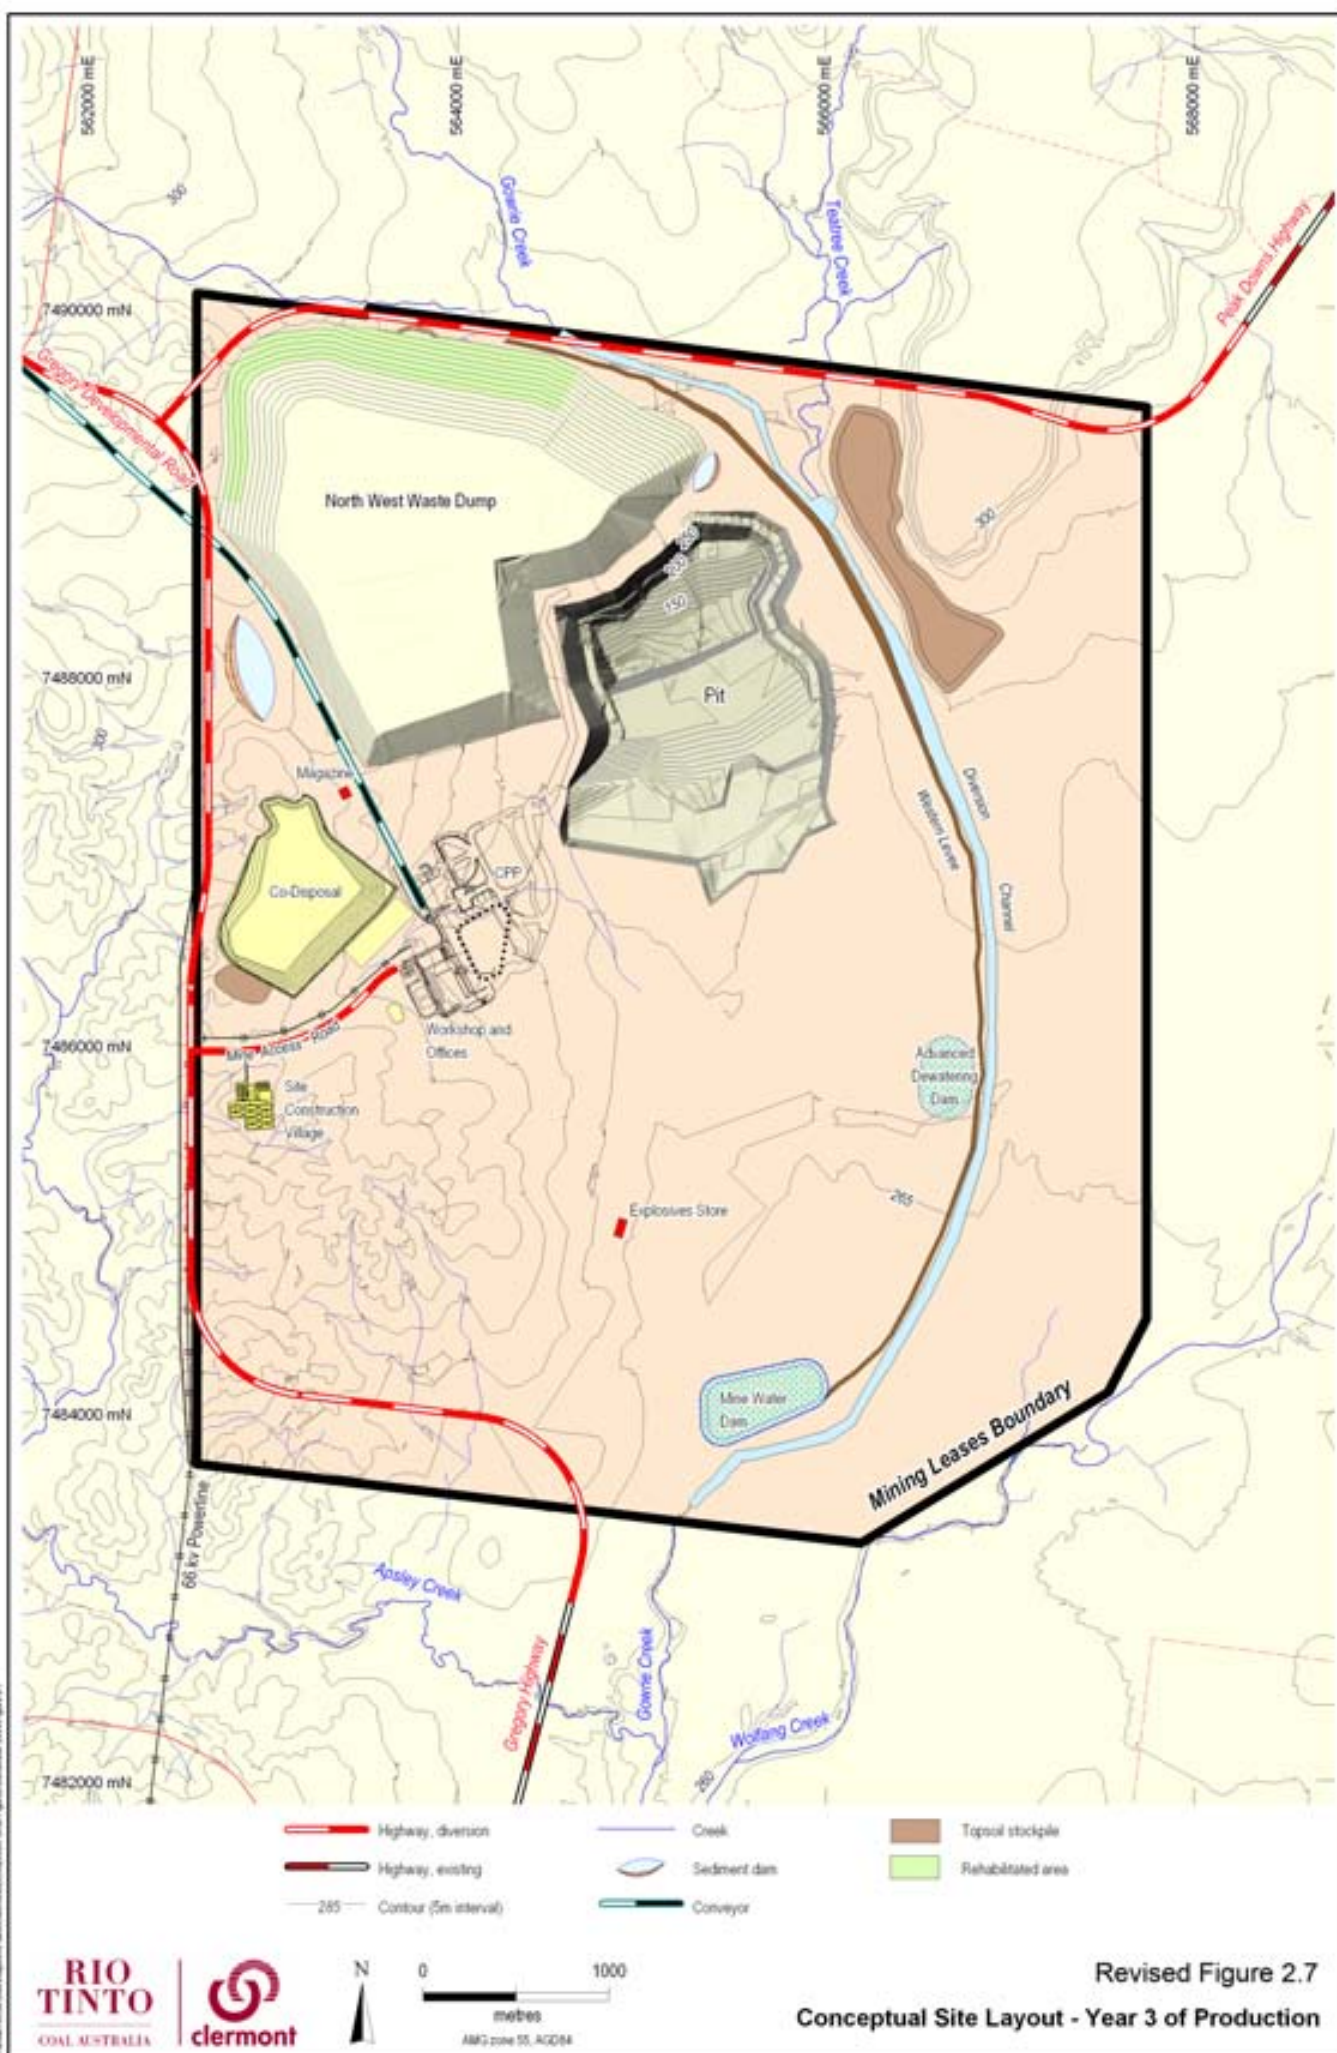 562000 mE
564000 mE
566000 mE
568000 mE
300
Gowrie Creek
Teatree Creek
Peak Downs Highway
7490000 mN
Gregory Developmental Road
North West Waste Dump
300
200
150
7488000 mN
Pit
300
Magazine
Diversion
Western Levee
Channel
CPP
Co-Disposal
7486000 mN
Mine Access Road
Workshop and
Offices
Advanced
Dewatering
Dam
Site
Construction
Village
265
Explosives Store
Mine Water
Dam
7484000 mN
Mining Leases Boundary
66 kv Powerline
Apsley Creek
Gregory Highway
Gowrie Creek
Wolfang Creek
280
7482000 mN
Highway, diversion
Creek
Topsoil stockpile
Highway, existing
Sediment dam
Rehabilitated area
285
Contour (5m interval)
Conveyor
RIO
TINTO
COAL AUSTRALIA
clermont
N
0
1000
metres
AMG zone 55, AGD84
Revised Figure 2.7
Conceptual Site Layout - Year 3 of Production